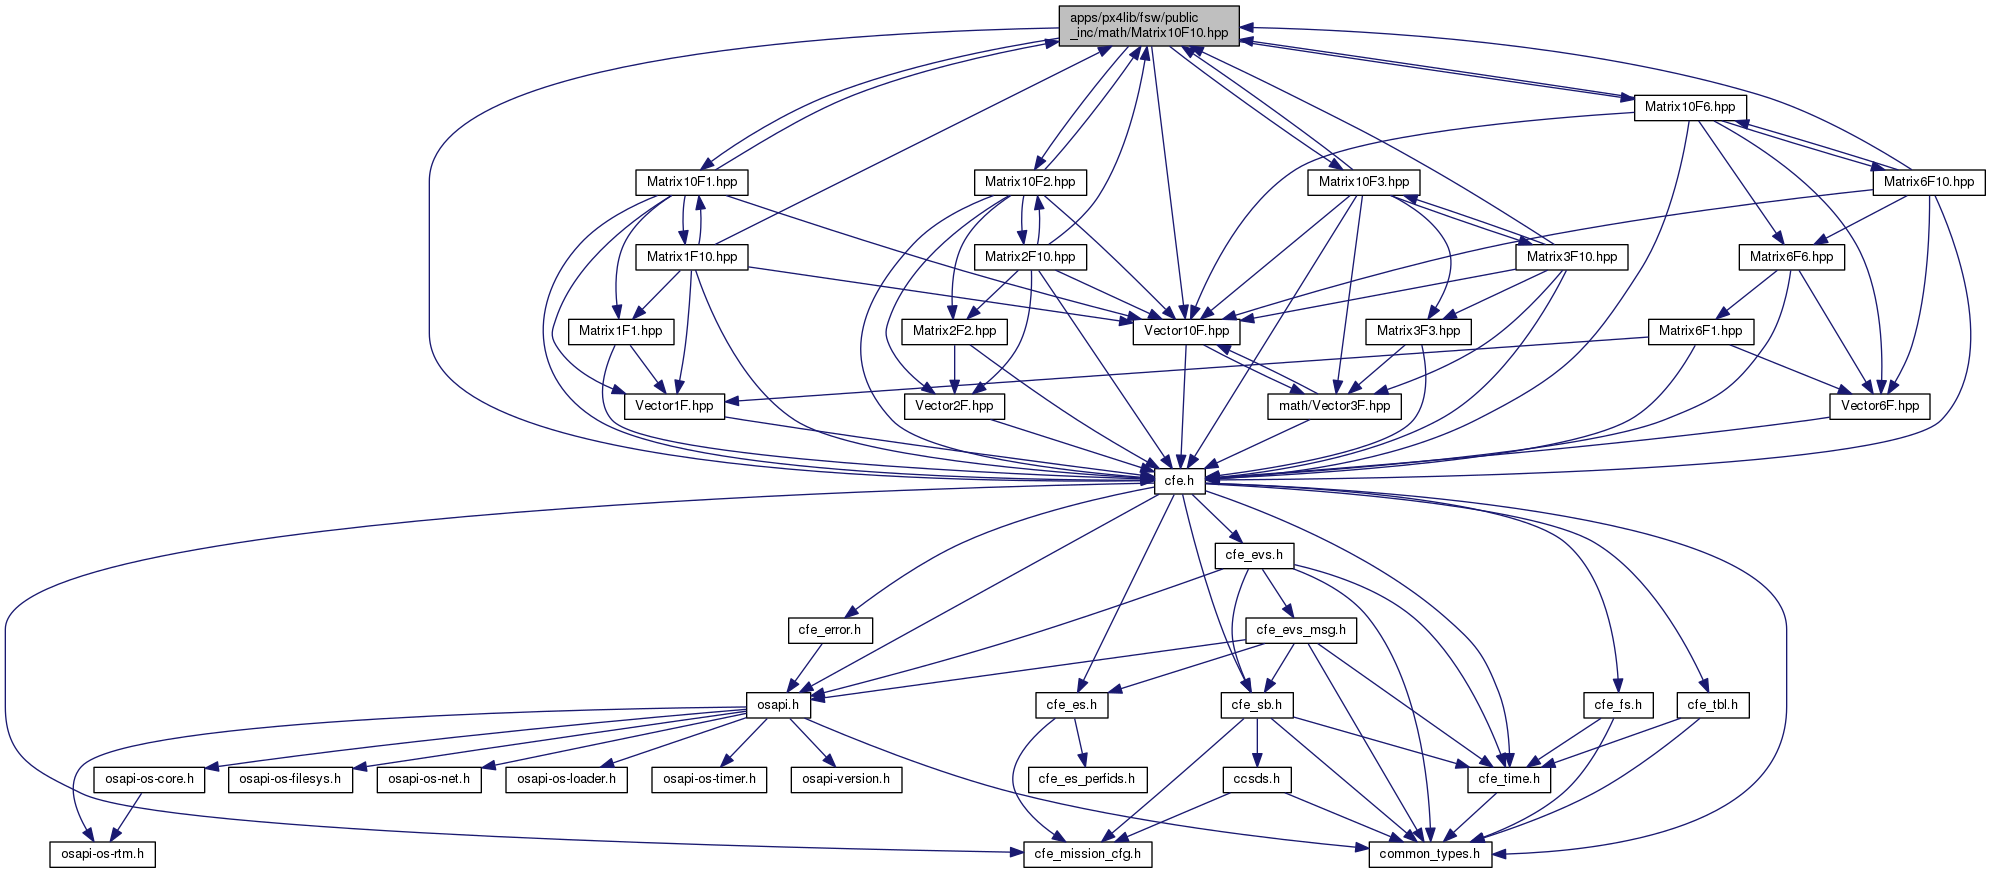 apps/px4lib/fsw/public
_inc/math/Matrix10F10.hpp
Matrix10F6.hpp
Matrix10F1.hpp
Matrix10F2.hpp
Matrix10F3.hpp
Matrix6F10.hpp
Matrix1F10.hpp
Matrix2F10.hpp
Matrix3F10.hpp
Matrix6F6.hpp
Matrix1F1.hpp
Matrix2F2.hpp
Vector10F.hpp
Matrix3F3.hpp
Matrix6F1.hpp
Vector1F.hpp
Vector2F.hpp
math/Vector3F.hpp
Vector6F.hpp
cfe.h
cfe_evs.h
cfe_error.h
cfe_evs_msg.h
osapi.h
cfe_es.h
cfe_sb.h
cfe_fs.h
cfe_tbl.h
osapi-os-core.h
osapi-os-filesys.h
osapi-os-net.h
osapi-os-loader.h
osapi-os-timer.h
osapi-version.h
cfe_es_perfids.h
ccsds.h
cfe_time.h
osapi-os-rtm.h
cfe_mission_cfg.h
common_types.h